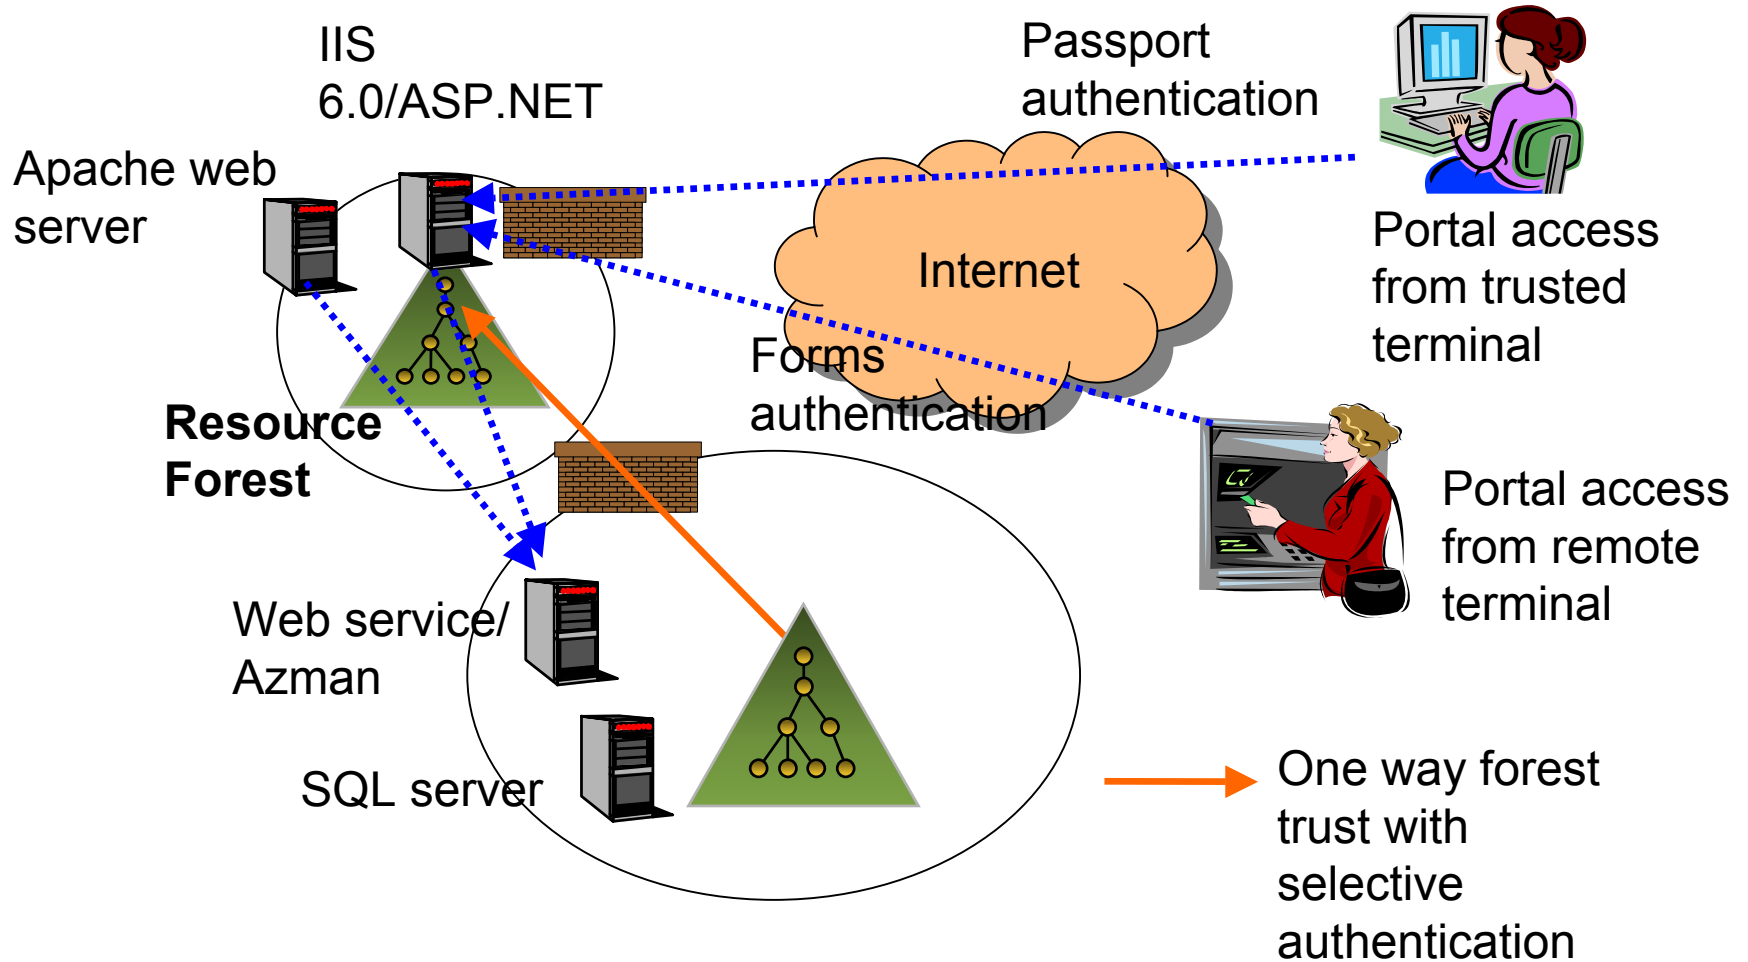 IIS
6.0/ASP.NET
Passport
authentication
Apache web
server
Portal access
from trusted
terminal
Internet
Forms
authentication
Resource
Forest
Portal access
from remote
terminal
Web service/
Azman
SQL server
One way forest
trust with
selective
authentication